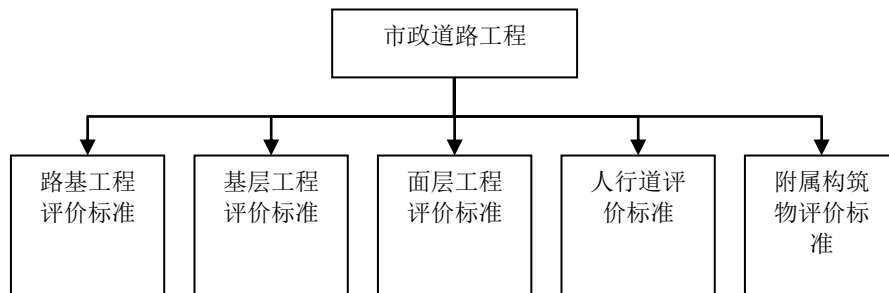 市政道路工程
路基工程
评价标准
基层工程
评价标准
面层工程
评价标准
人行道评
价标准
附属构筑
物评价标
准